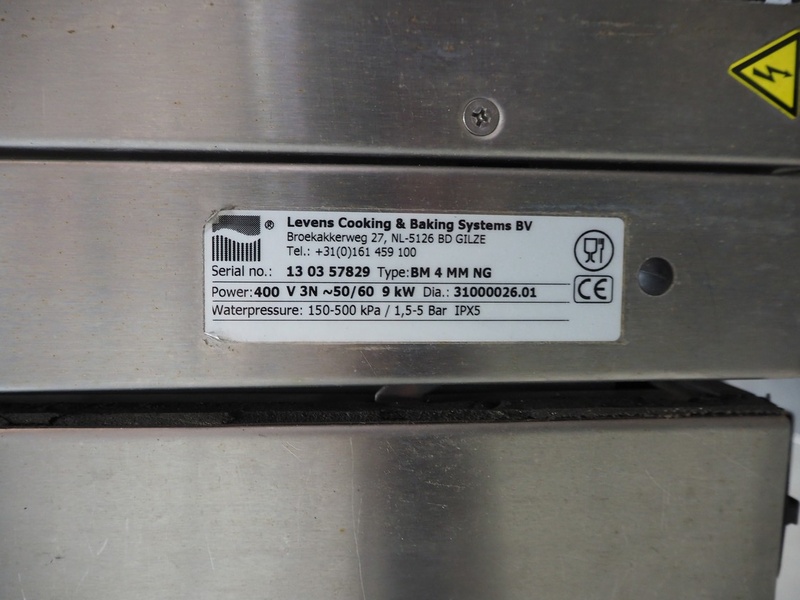 ® Levens Cooking & Baking Systems BV
Broekakkerweg 27, NL-5126 BD GILZE
Tel.: +31(0)161 459 100
Serial no.: 13 03 57829 Type: BM 4 MM NG
Power: 400 V 3N ~50/60 9 kW Dia.: 31000026.01
Waterpressure: 150-500 kPa / 1,5-5 Bar IPX5
CE